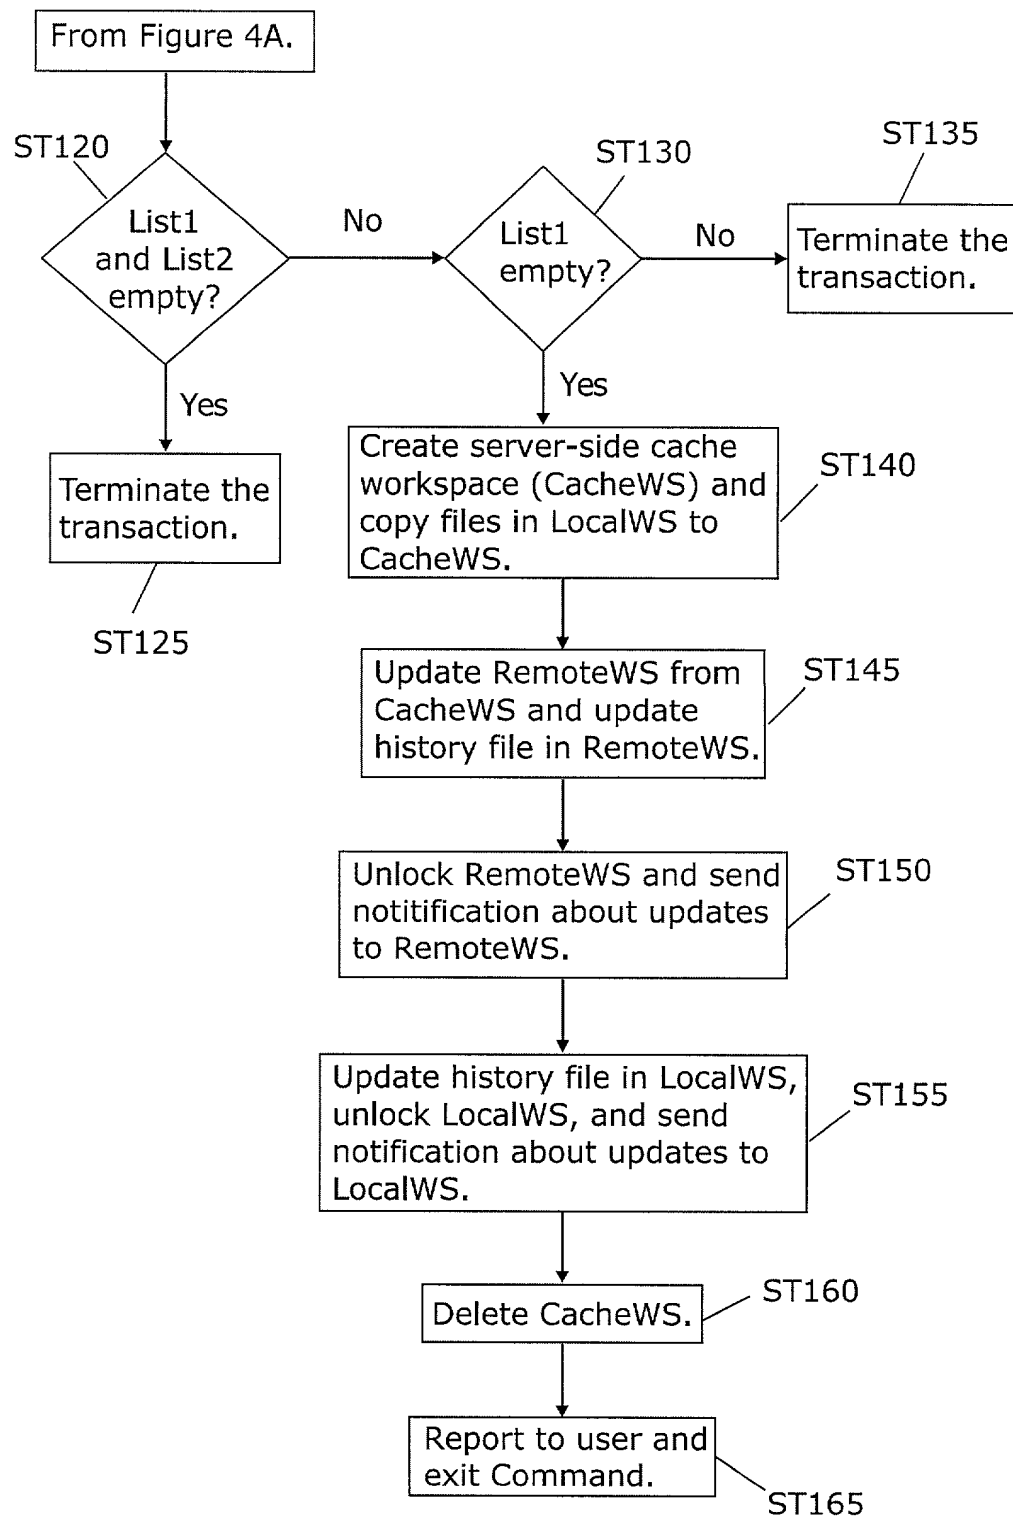 From Figure 4A.
ST120
List1
and List2
empty?
No
ST130
List1
empty?
No
ST135
Terminate the
transaction.
Yes
Terminate the
transaction.
ST125
Yes
Create server-side cache
workspace (CacheWS) and
copy files in LocalWS to
CacheWS.
ST140
Update RemoteWS from
CacheWS and update
history file in RemoteWS.
ST145
Unlock RemoteWS and send
notitification about updates
to RemoteWS.
ST150
Update history file in LocalWS,
unlock LocalWS, and send
notification about updates to
LocalWS.
ST155
Delete CacheWS.
ST160
Report to user and
exit Command.
ST165